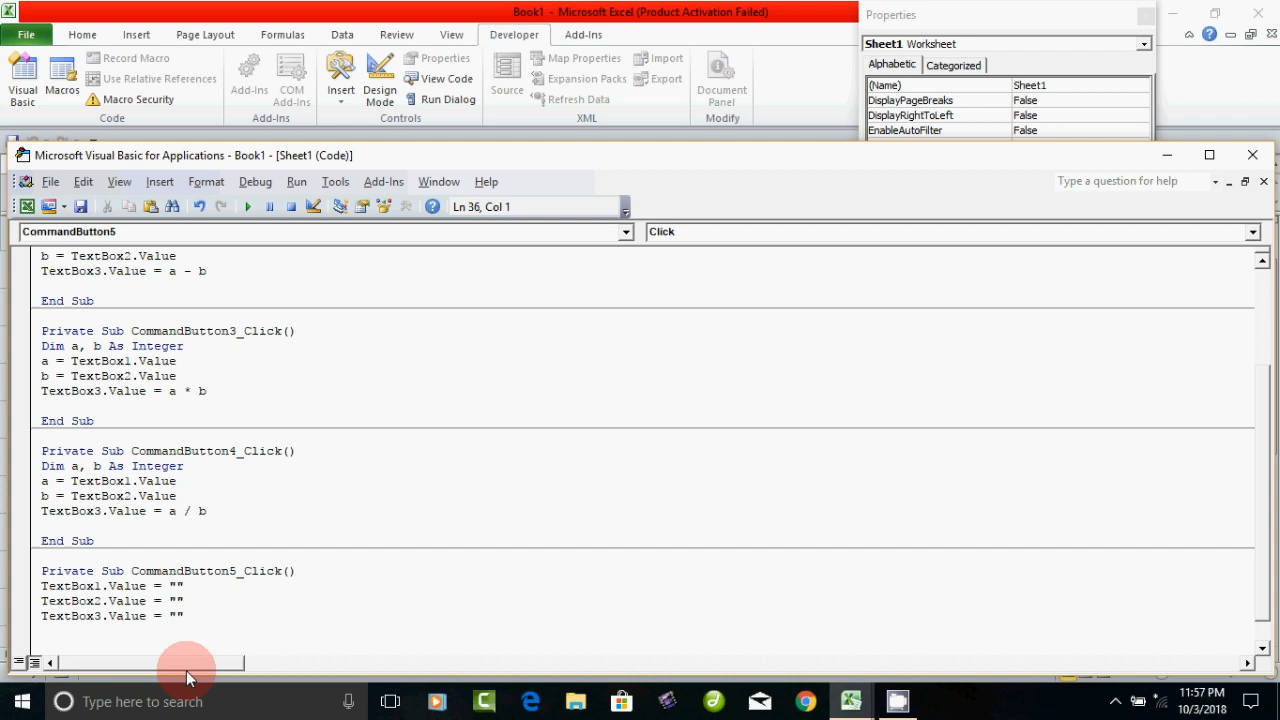 Book1 - Microsoft Excel (Product Activation Failed)
Properties
File Home Insert Page Layout Formulas Data Review View Developer Add-Ins
Sheet1 Worksheet
Alphabetic Categorized
(Name) Sheet1
DisplayPageBreaks False
DisplayRightToLeft False
EnableAutoFilter False
Visual Basic
Macros
Record Macro
Use Relative References
Macro Security
Code
Add-Ins
COM Add-Ins
Add-Ins
Insert
Design Mode
Properties
View Code
Run Dialog
Controls
Source
Map Properties
Expansion Packs
Refresh Data
Import
Export
XML
Document Panel
Modify
Microsoft Visual Basic for Applications - Book1 - [Sheet1 (Code)]
File Edit View Insert Format Debug Run Tools Add-Ins Window Help
Type a question for help
Ln 36, Col 1
CommandButton5
Click
b = TextBox2.Value
TextBox3.Value = a - b
End Sub
Private Sub CommandButton3_Click()
Dim a, b As Integer
a = TextBox1.Value
b = TextBox2.Value
TextBox3.Value = a * b
End Sub
Private Sub CommandButton4_Click()
Dim a, b As Integer
a = TextBox1.Value
b = TextBox2.Value
TextBox3.Value = a / b
End Sub
Private Sub CommandButton5_Click()
TextBox1.Value = ""
TextBox2.Value = ""
TextBox3.Value = ""
Type here to search
11:57 PM
10/3/2018